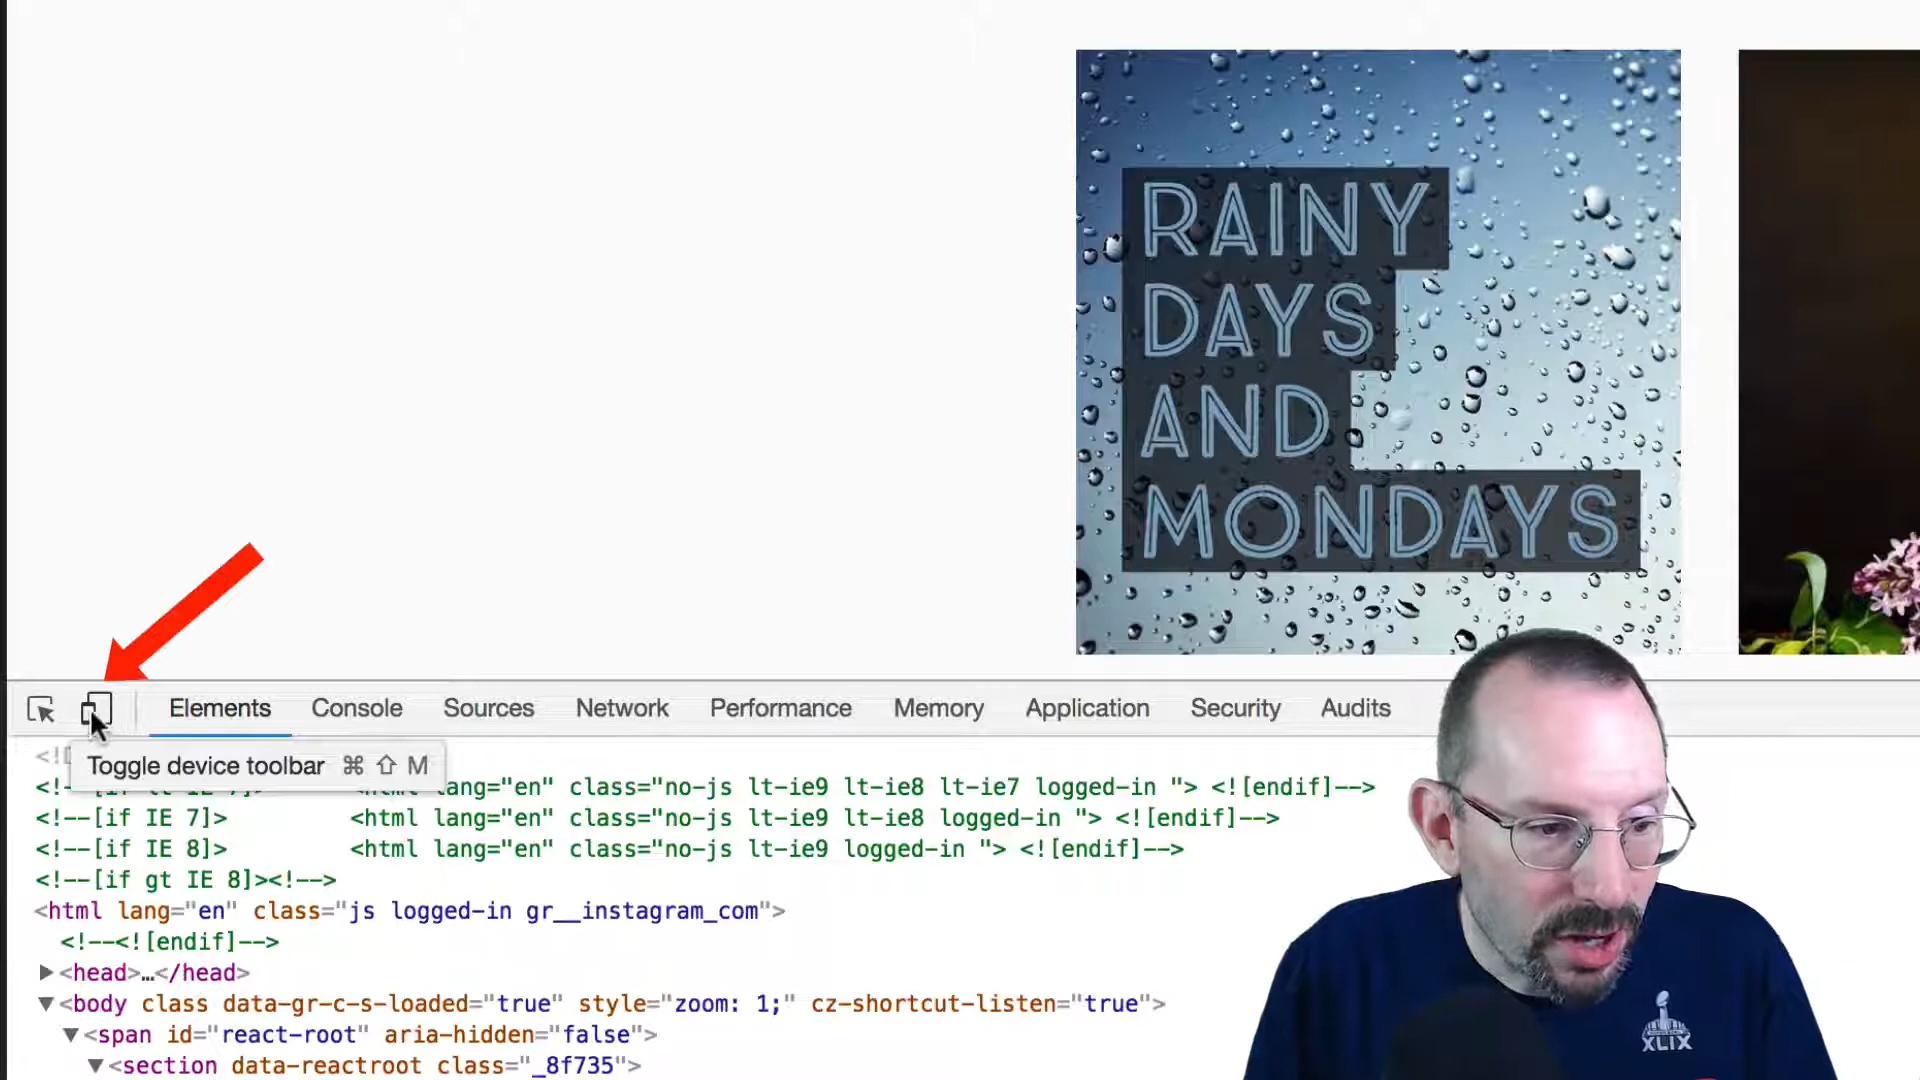 RAINY
DAYS
AND
MONDAYS
Elements Console Sources Network Performance Memory Application Security Audits
Toggle device toolbar ⌘ ⇧ M
lang="en" class="no-js lt-ie9 lt-ie8 lt-ie7 logged-in "> <![endif]-->
<!--[if IE 7]> <html lang="en" class="no-js lt-ie9 lt-ie8 logged-in "> <![endif]-->
<!--[if IE 8]> <html lang="en" class="no-js lt-ie9 logged-in "> <![endif]-->
<!--[if gt IE 8]><!-->
<html lang="en" class="js logged-in gr__instagram_com">
<!--<![endif]-->
<head>…</head>
<body class data-gr-c-s-loaded="true" style="zoom: 1;" cz-shortcut-listen="true">
<span id="react-root" aria-hidden="false">
<section data-reactroot class="_8f735">
XLIX